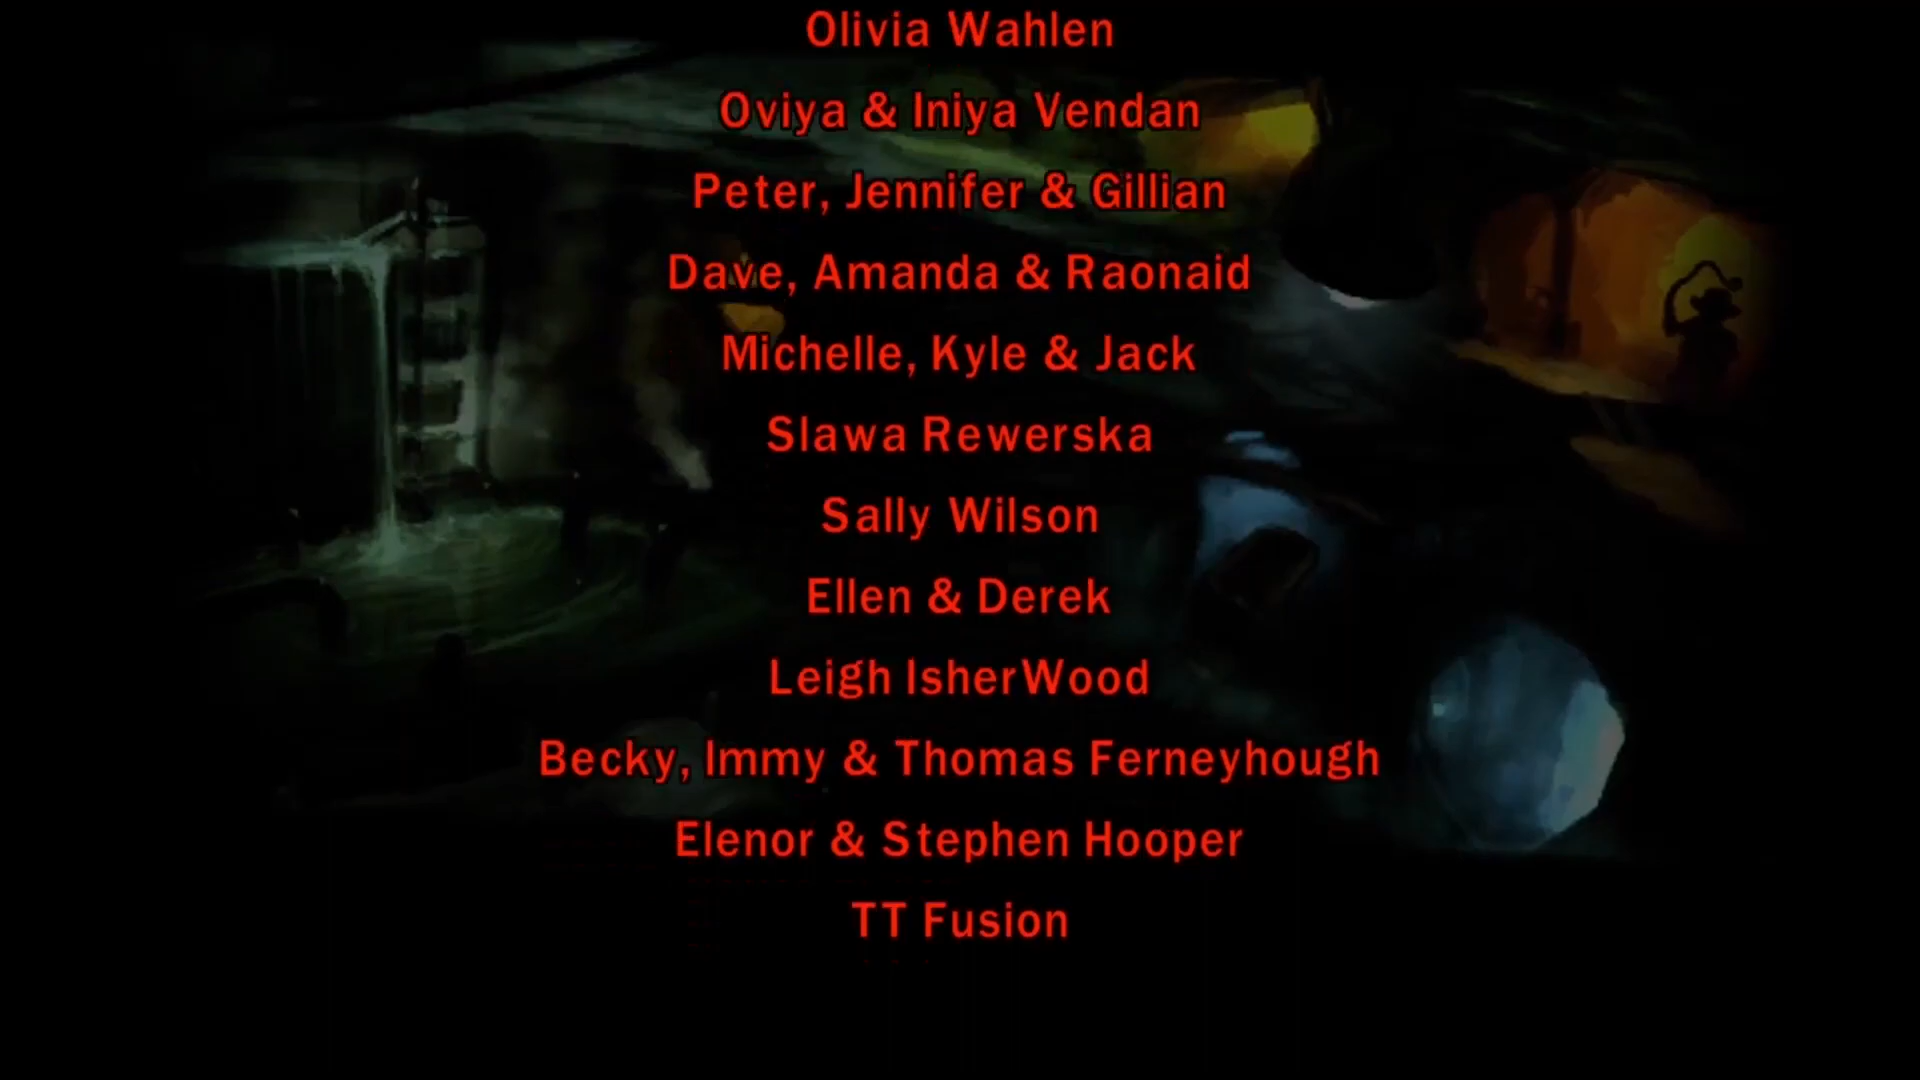 Olivia Wahlen
Oviya & Iniya Vendan
Peter, Jennifer & Gillian
Dave, Amanda & Raonaid
Michelle, Kyle & Jack
Slawa Rewerska
Sally Wilson
Ellen & Derek
Leigh IsherWood
Becky, Immy & Thomas Ferneyhough
Elenor & Stephen Hooper
TT Fusion